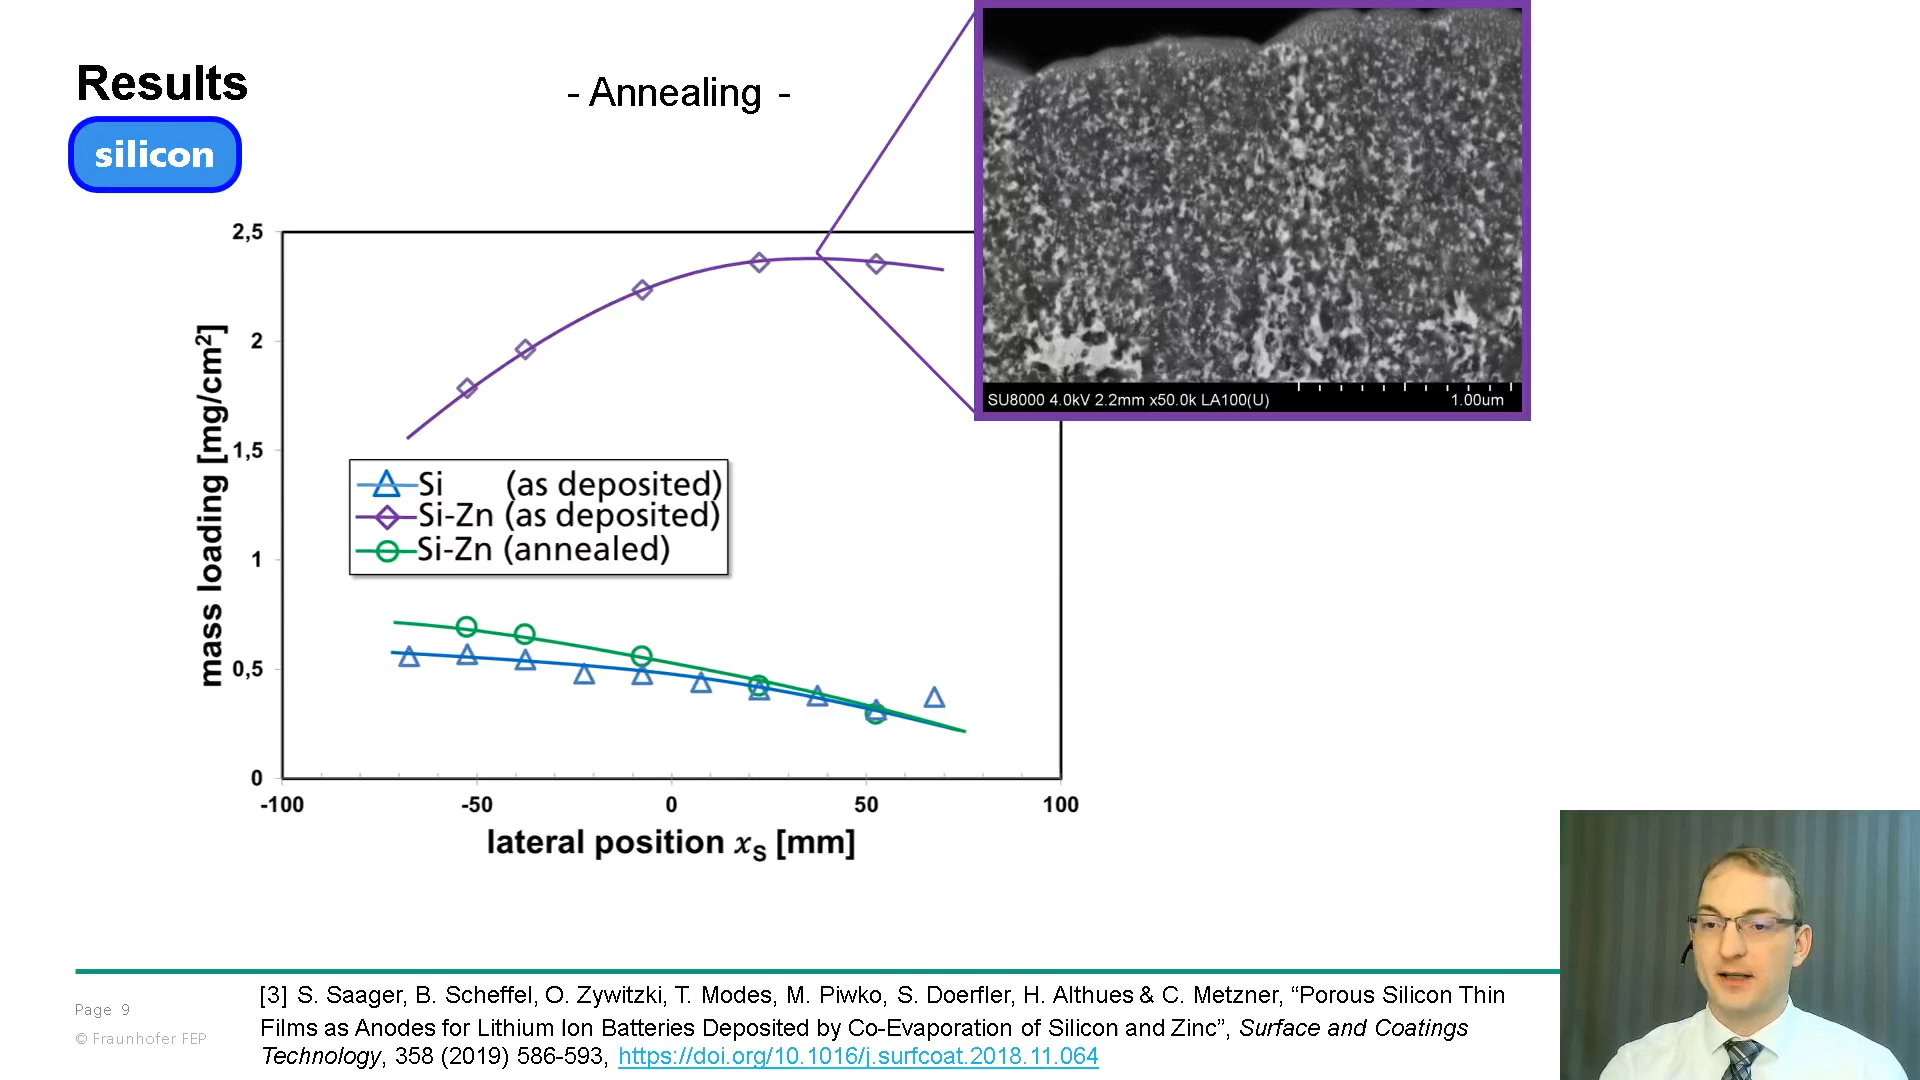 Results
- Annealing -
silicon
2,5
2
1,5
1
0,5
0
mass loading [mg/cm²]
Si (as deposited)
Si-Zn (as deposited)
Si-Zn (annealed)
-100
-50
0
50
100
lateral position xS [mm]
SU8000 4.0kV 2.2mm x50.0k LA100(U)
1.00um
Page 9
© Fraunhofer FEP
[3] S. Saager, B. Scheffel, O. Zywitzki, T. Modes, M. Piwko, S. Doerfler, H. Althues & C. Metzner, “Porous Silicon Thin
Films as Anodes for Lithium Ion Batteries Deposited by Co-Evaporation of Silicon and Zinc”, Surface and Coatings
Technology, 358 (2019) 586-593, https://doi.org/10.1016/j.surfcoat.2018.11.064